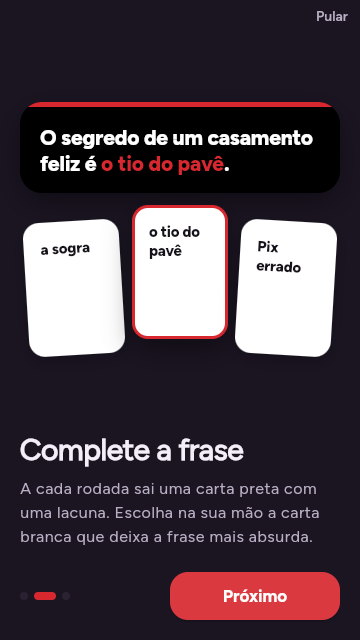 Pular
O segredo de um casamento
feliz é o tio do pavê.
a sogra
o tio do
pavê
Pix
errado
Complete a frase
A cada rodada sai uma carta preta com
uma lacuna. Escolha na sua mão a carta
branca que deixa a frase mais absurda.
Próximo